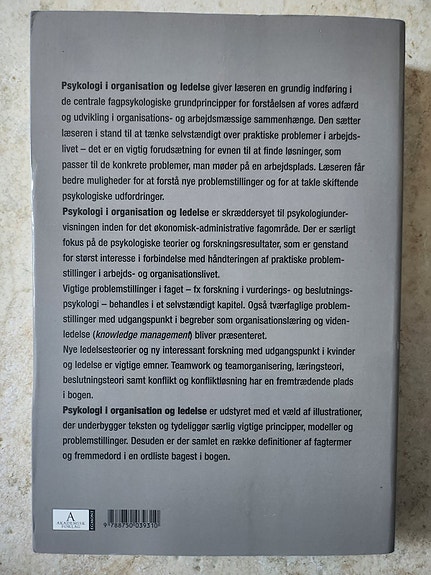 Psykologi i organisation og ledelse giver læseren en grundig indføring i
de centrale fagpsykologiske grundprincipper for forståelsen af vores adfærd
og udvikling i organisations- og arbejdsmæssige sammenhænge. Den sætter
læseren i stand til at tænke selvstændigt over praktiske problemer i arbejds-
livet – det er en vigtig forudsætning for evnen til at finde løsninger, som
passer til de konkrete problemer, man møder på en arbejdsplads. Læseren får
bedre muligheder for at forstå nye problemstillinger og for at takle skiftende
psykologiske udfordringer.
Psykologi i organisation og ledelse er skræddersyet til psykologiunder-
visningen inden for det økonomisk-administrative fagområde. Der er særligt
fokus på de psykologiske teorier og forskningsresultater, som er genstand
for størst interesse i forbindelse med håndteringen af praktiske problem-
stillinger i arbejds- og organisationslivet.
Vigtige problemstillinger i faget – fx forskning i vurderings- og beslutnings-
psykologi – behandles i et selvstændigt kapitel. Også tværfaglige problem-
stillinger med udgangspunkt i begreber som organisationslæring og viden-
ledelse (knowledge management) bliver præsenteret.
Nye ledelsesteorier og ny interessant forskning med udgangspunkt i kvinder
og ledelse er vigtige emner. Teamwork og teamorganisering, læringsteori,
beslutningsteori samt konflikt og konfliktløsning har en fremtrædende plads
i bogen.
Psykologi i organisation og ledelse er udstyret med et væld af illustrationer,
der underbygger teksten og tydeliggør særlig vigtige principper, modeller og
problemstillinger. Desuden er der samlet en række definitioner af fagtermer
og fremmedord i en ordliste bagest i bogen.
A
AKADEMISK
FORLAG
EGMONT
9 788750 039310